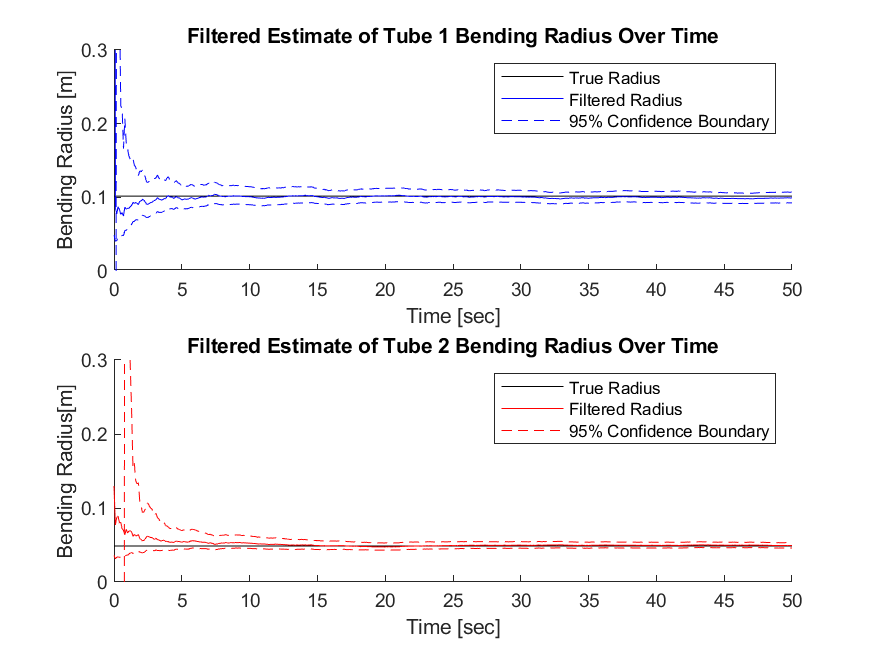 Filtered Estimate of Tube 1 Bending Radius Over Time
Bending Radius [m]
0.3
0.2
0.1
0
True Radius
Filtered Radius
95% Confidence Boundary
0 5 10 15 20 25 30 35 40 45 50
Time [sec]
Filtered Estimate of Tube 2 Bending Radius Over Time
Bending Radius[m]
0.3
0.2
0.1
0
True Radius
Filtered Radius
95% Confidence Boundary
0 5 10 15 20 25 30 35 40 45 50
Time [sec]